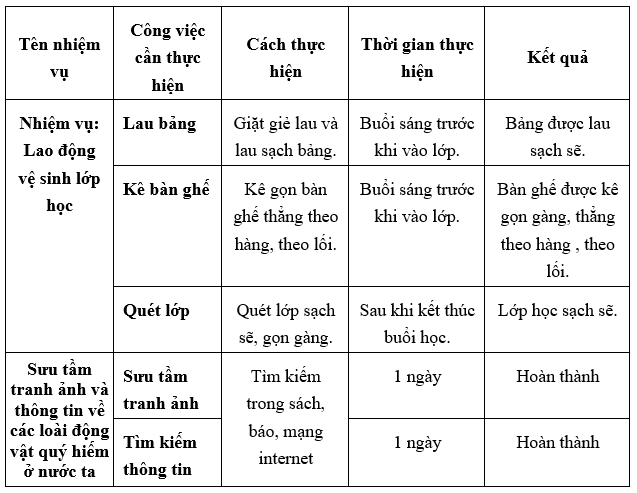 Tên nhiệm
vụ
Công việc
cần thực
hiện
Cách thực
hiện
Thời gian thực
hiện
Kết quả
Nhiệm vụ:
Lao động
vệ sinh lớp
học
Lau bảng
Giặt giẻ lau và
lau sạch bảng.
Buổi sáng trước
khi vào lớp.
Bảng được lau
sạch sẽ.
Kê bàn ghế
Kê gọn bàn
ghế thẳng theo
hàng, theo lối.
Buổi sáng trước
khi vào lớp.
Bàn ghế được kê
gọn gàng, thẳng
theo hàng , theo
lối.
Quét lớp
Quét lớp sạch
sẽ, gọn gàng.
Sau khi kết thúc
buổi học.
Lớp học sạch sẽ.
Sưu tầm
tranh ảnh và
thông tin về
các loài động
vật quý hiếm
ở nước ta
Sưu tầm
tranh ảnh
Tìm kiếm
trong sách,
báo, mạng
internet
1 ngày
Hoàn thành
Tìm kiếm
thông tin
1 ngày
Hoàn thành